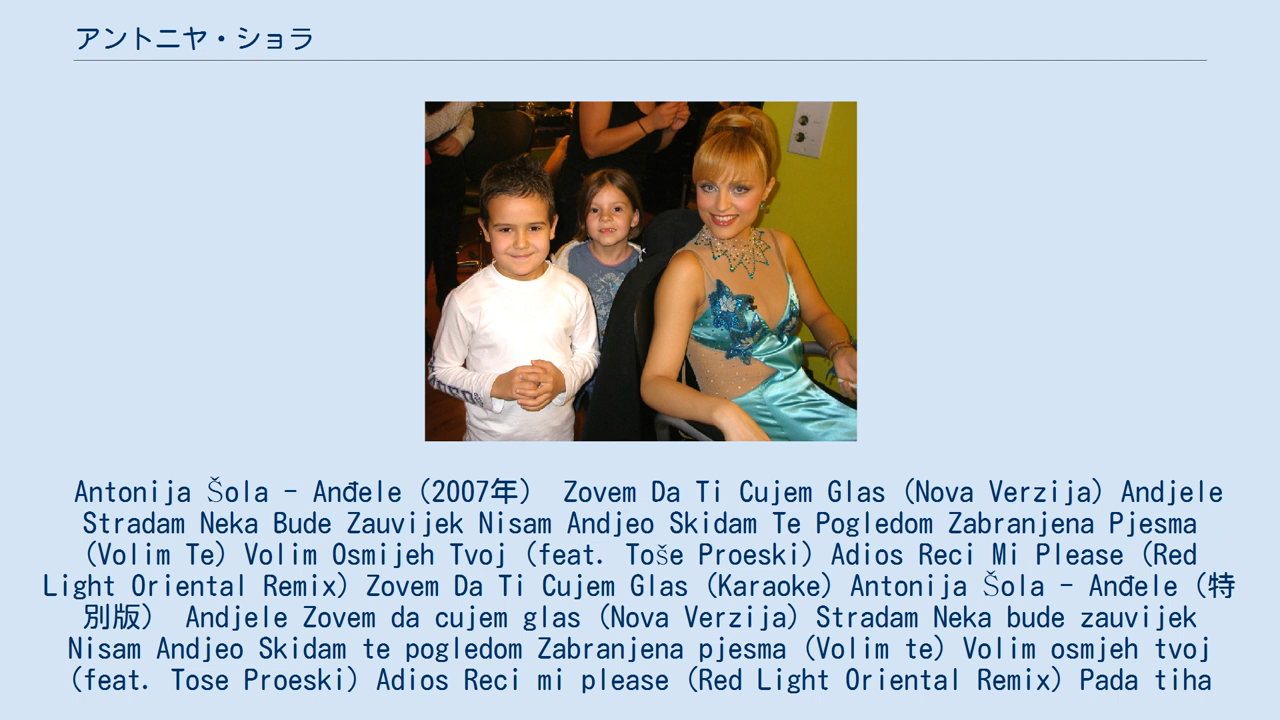 アントニヤ・ショラ
Antonija Šola - Anđele (2007年) Zovem Da Ti Cujem Glas (Nova Verzija) Andjele
Stradam Neka Bude Zauvijek Nisam Andjeo Skidam Te Pogledom Zabranjena Pjesma
(Volim Te) Volim Osmijeh Tvoj (feat. Toše Proeski) Adios Reci Mi Please (Red
Light Oriental Remix) Zovem Da Ti Cujem Glas (Karaoke) Antonija Šola - Anđele (特
別版) Andjele Zovem da cujem glas (Nova Verzija) Stradam Neka bude zauvijek
Nisam Andjeo Skidam te pogledom Zabranjena pjesma (Volim te) Volim osmjeh tvoj
(feat. Tose Proeski) Adios Reci mi please (Red Light Oriental Remix) Pada tiha